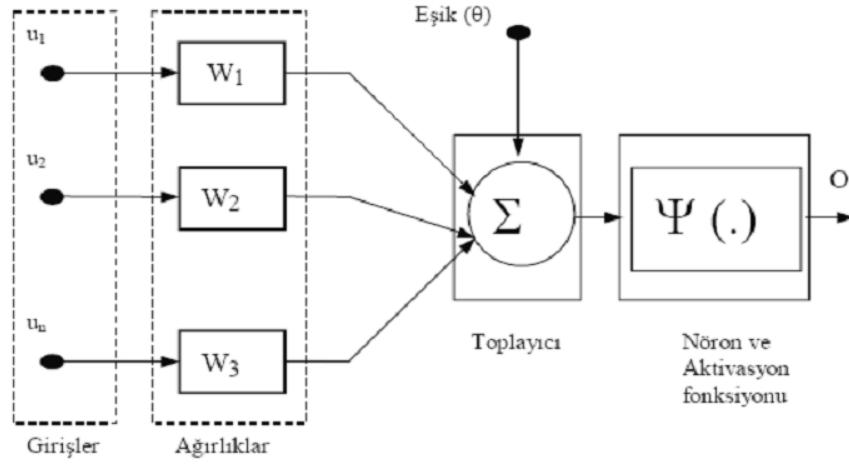 Eşik (θ)
u1
W1
u2
W2
Σ
Ψ (.)
O
un
W3
Toplayıcı
Nöron ve
Aktivasyon
fonksiyonu
Girişler
Ağırlıklar